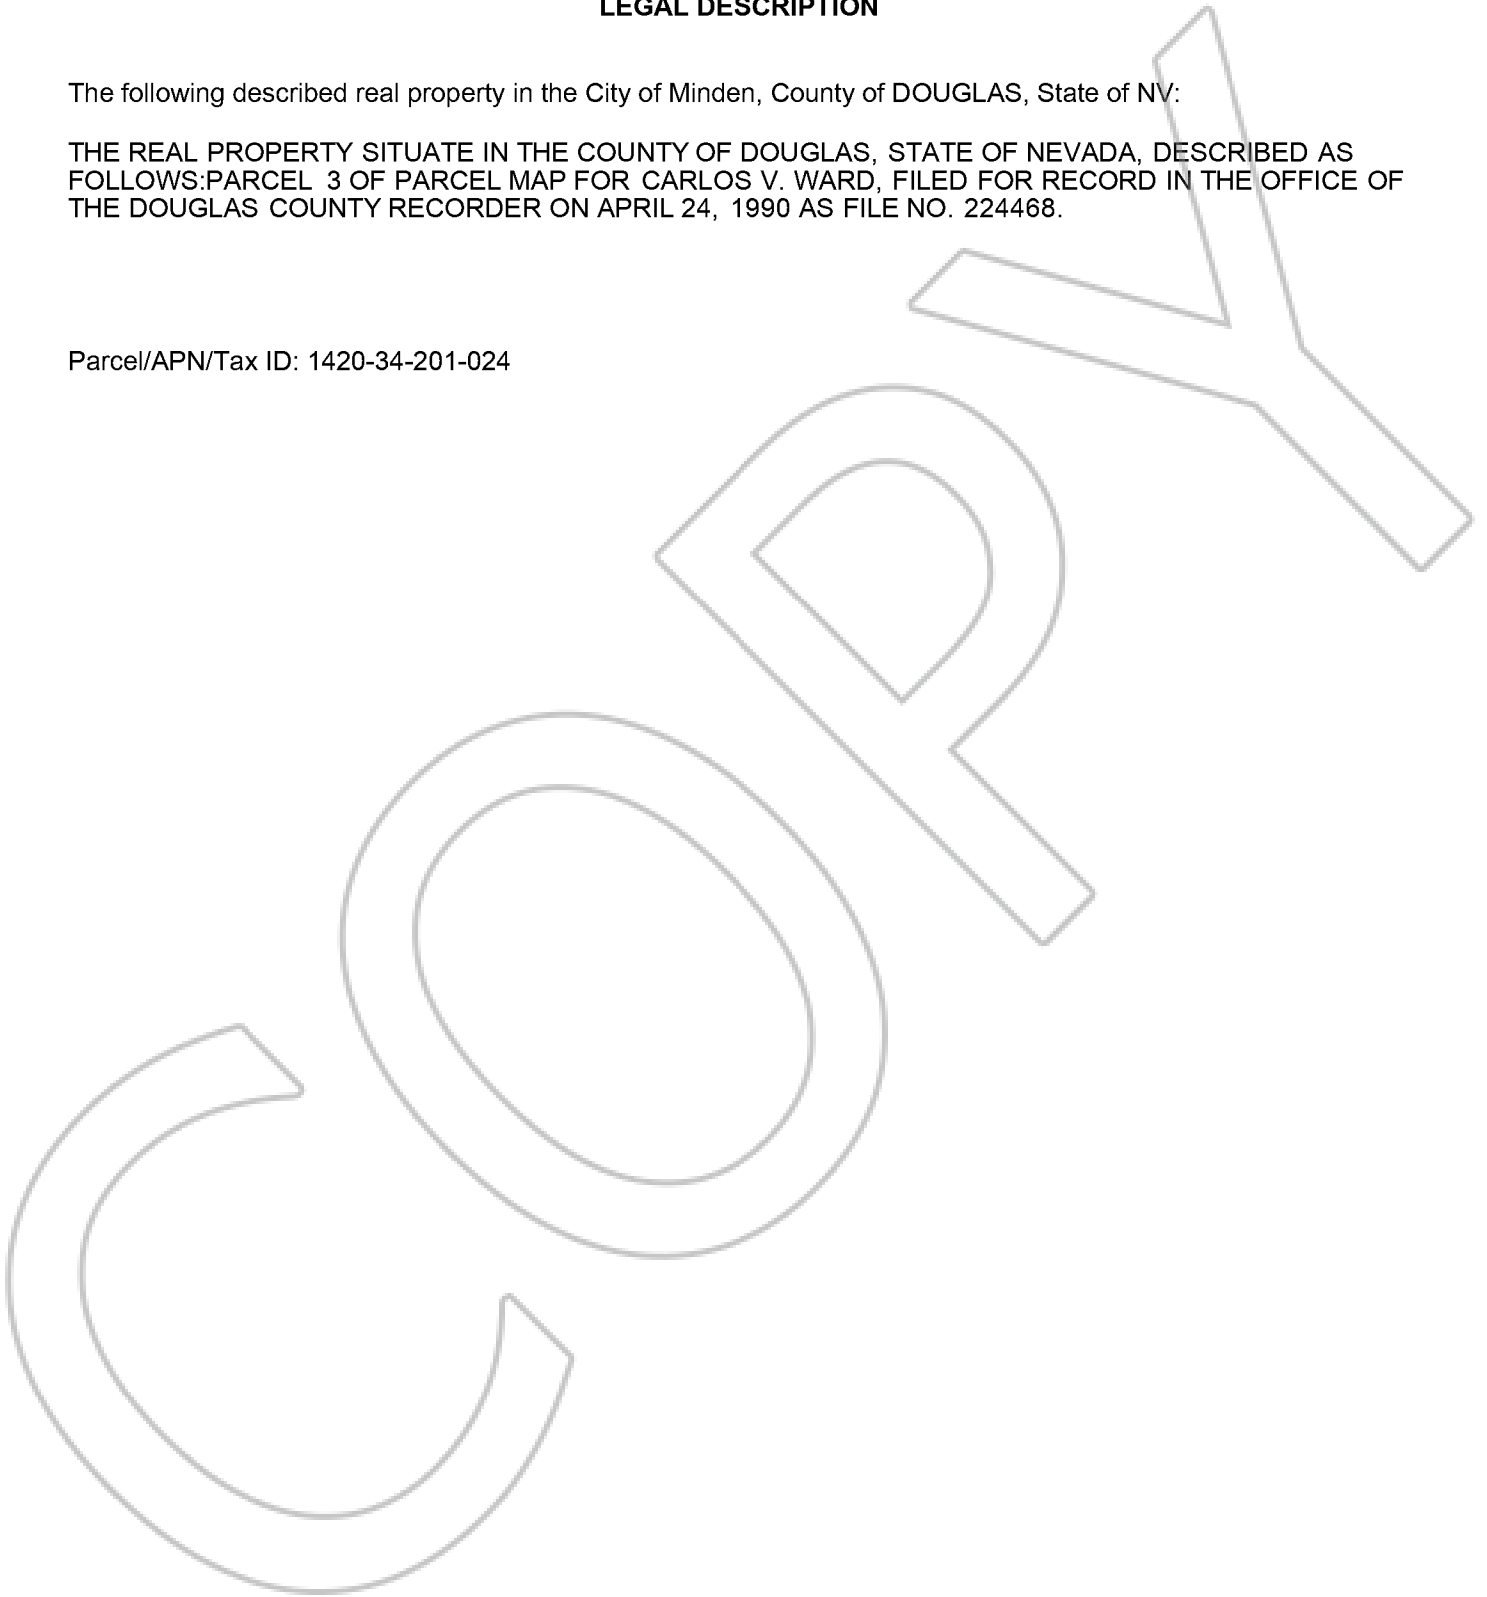 LEGAL DESCRIPTION
The following described real property in the City of Minden, County of DOUGLAS, State of NV:
THE REAL PROPERTY SITUATE IN THE COUNTY OF DOUGLAS, STATE OF NEVADA, DESCRIBED AS
FOLLOWS:PARCEL 3 OF PARCEL MAP FOR CARLOS V. WARD, FILED FOR RECORD IN THE OFFICE OF
THE DOUGLAS COUNTY RECORDER ON APRIL 24, 1990 AS FILE NO. 224468.
Parcel/APN/Tax ID: 1420-34-201-024
COPY